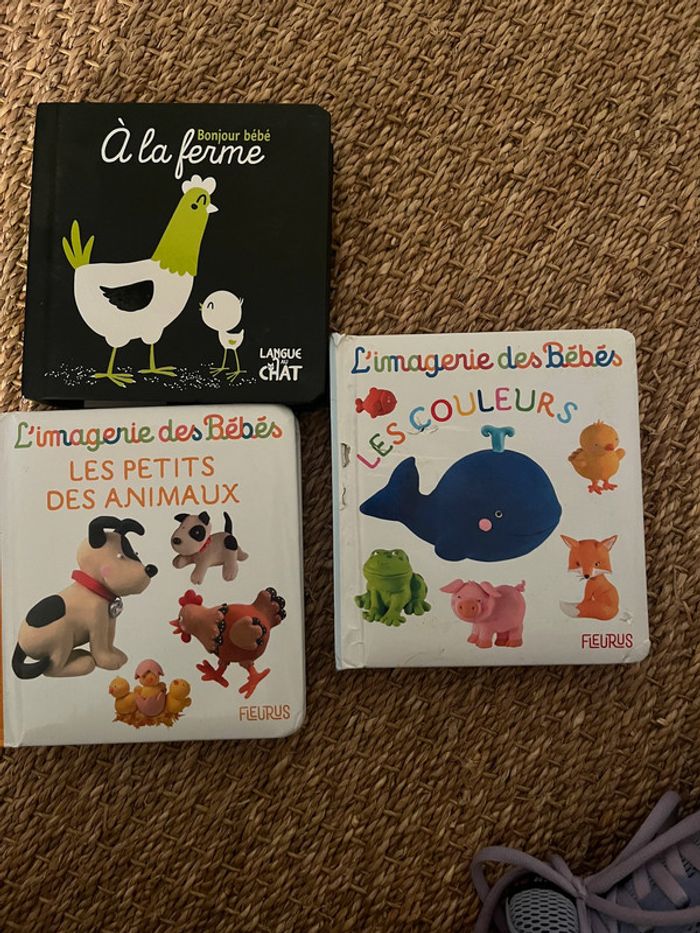 Bonjour bébé
À la ferme
LANGUE
AU
CHAT
L'imagerie des Bébés
LES COULEURS
FLEURUS
L'imagerie des Bébés
LES PETITS
DES ANIMAUX
FLEURUS